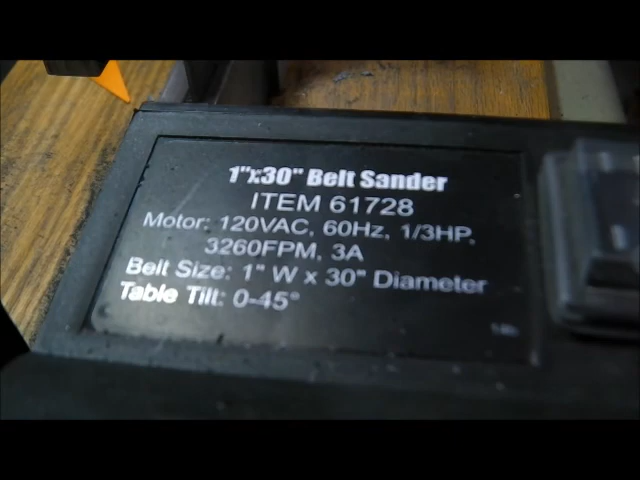 1"x30" Belt Sander
ITEM 61728
Motor: 120VAC, 60Hz, 1/3HP,
3260FPM, 3A
Belt Size: 1" W x 30" Diameter
Table Tilt: 0-45°